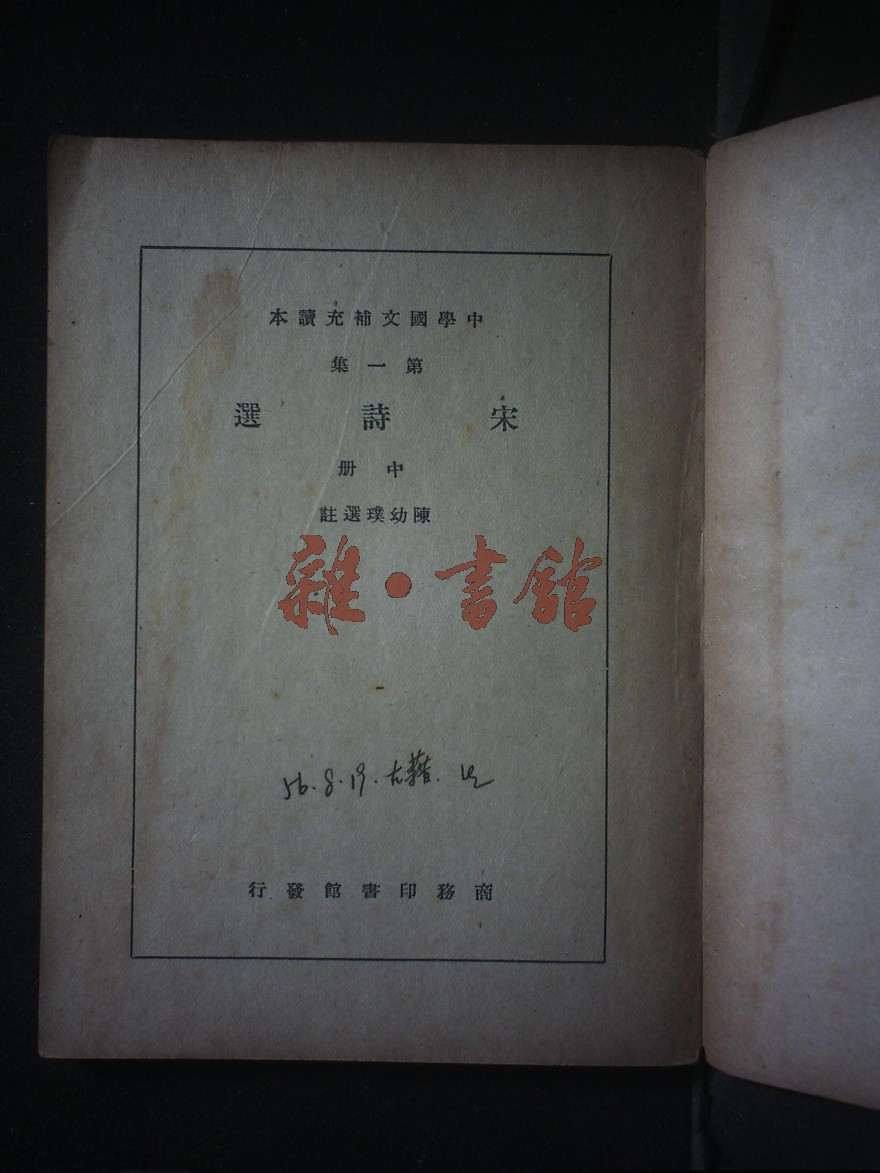 中學國文補充讀本
第一集
宋詩選
中册
陳幼璞選註
雜·書館
56.8.19.古籍.
商務印書館發行